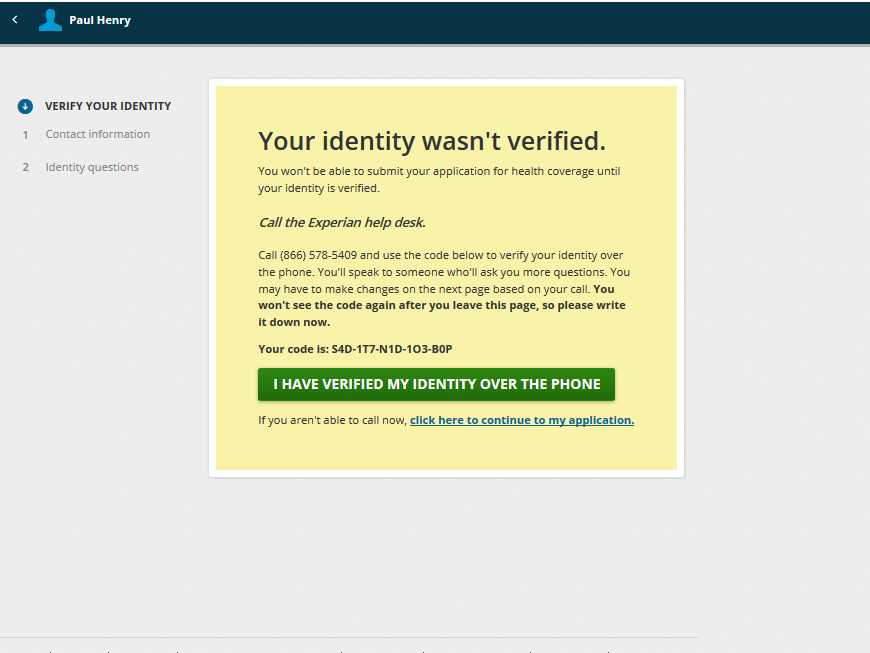 Paul Henry
VERIFY YOUR IDENTITY
1 Contact information
2 Identity questions
Your identity wasn't verified.
You won't be able to submit your application for health coverage until
your identity is verified.
Call the Experian help desk.
Call (866) 578-5409 and use the code below to verify your identity over
the phone. You'll speak to someone who'll ask you more questions. You
may have to make changes on the next page based on your call. You
won't see the code again after you leave this page, so please write
it down now.
Your code is: S4D-1T7-N1D-1O3-B0P
I HAVE VERIFIED MY IDENTITY OVER THE PHONE
If you aren't able to call now, click here to continue to my application.